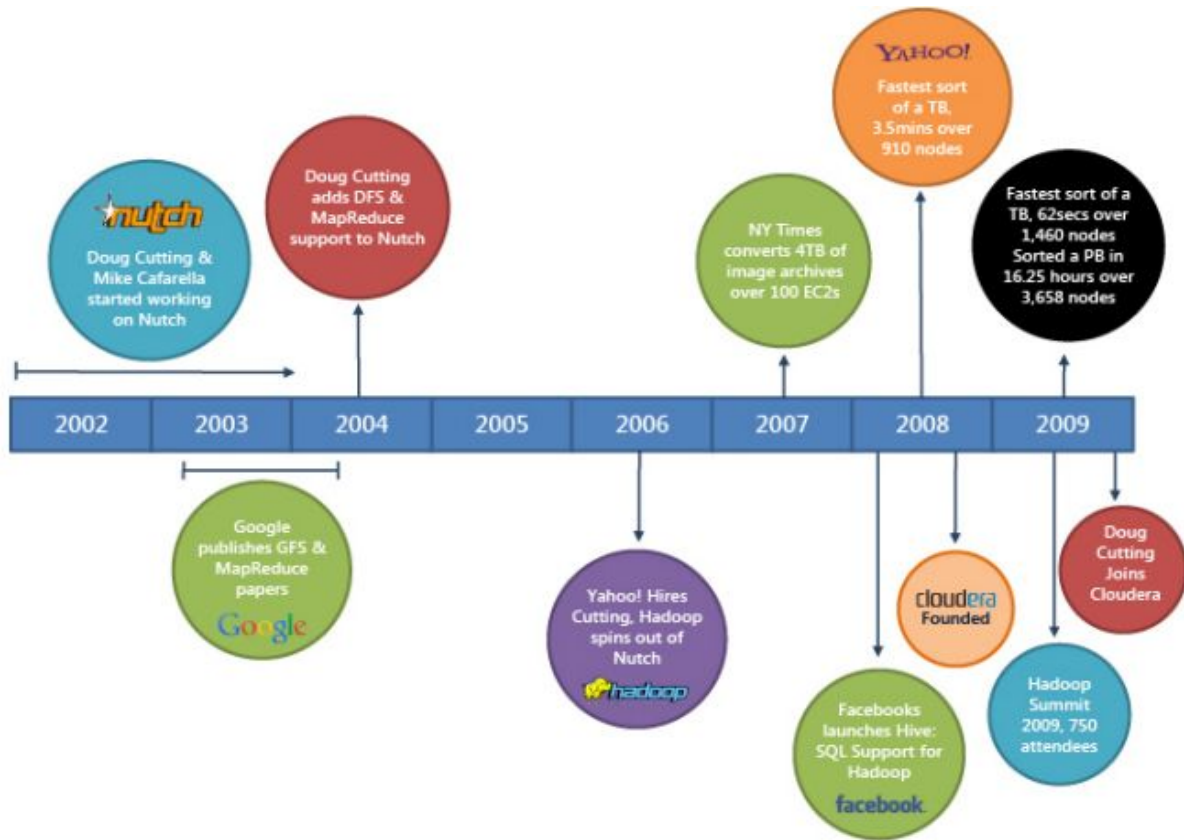 YAHOO!
Fastest sort
of a TB,
3.5mins over
910 nodes
Doug Cutting
adds DFS &
MapReduce
support to Nutch
nutch
Doug Cutting &
Mike Cafarella
started working
on Nutch
NY Times
converts 4TB of
image archives
over 100 EC2s
Fastest sort of a
TB, 62secs over
1,460 nodes
Sorted a PB in
16.25 hours over
3,658 nodes
2002
2003
2004
2005
2006
2007
2008
2009
Google
publishes GFS &
MapReduce
papers
Google
Yahoo! Hires
Cutting, Hadoop
spins out of
Nutch
hadoop
Facebooks
launches Hive:
SQL Support for
Hadoop
facebook
cloudera
Founded
Hadoop
Summit
2009, 750
attendees
Doug
Cutting
Joins
Cloudera